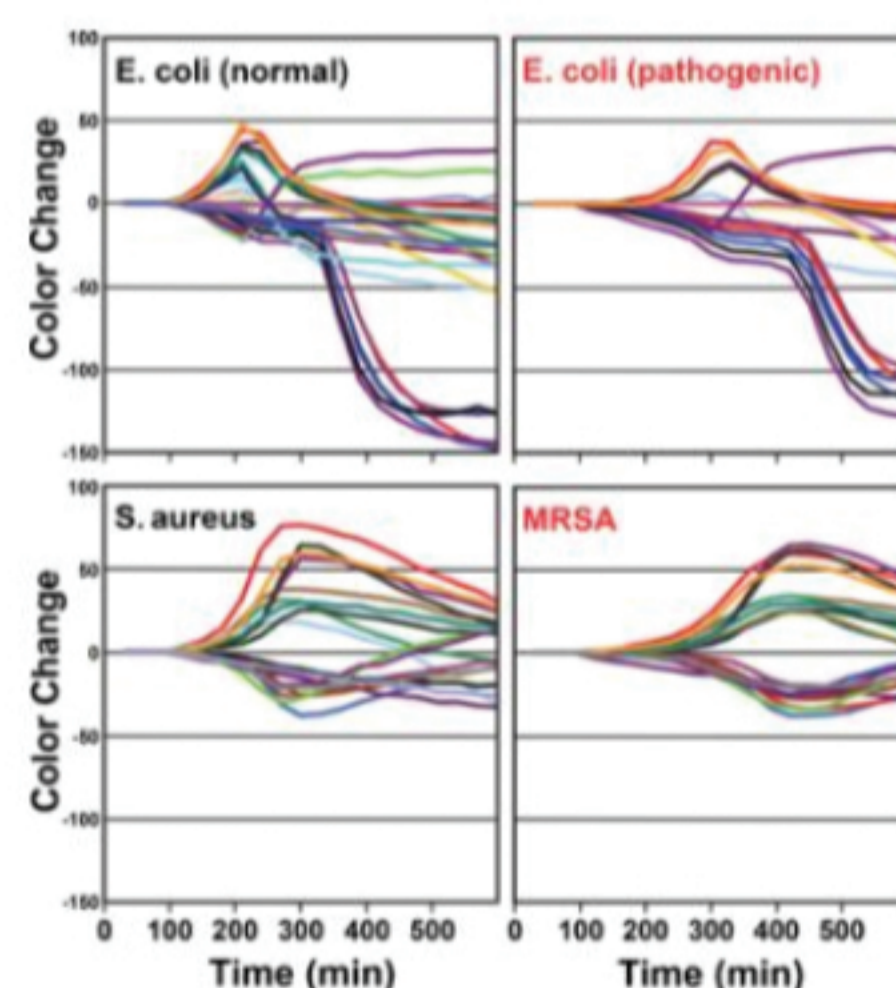 100
E. coli (normal)
E. coli (pathogenic)
50
0
-50
-100
-150
Color Change
100
S. aureus
MRSA
50
0
-50
-100
-150
Color Change
0 100 200 300 400 500
0 100 200 300 400 500
Time (min)
Time (min)